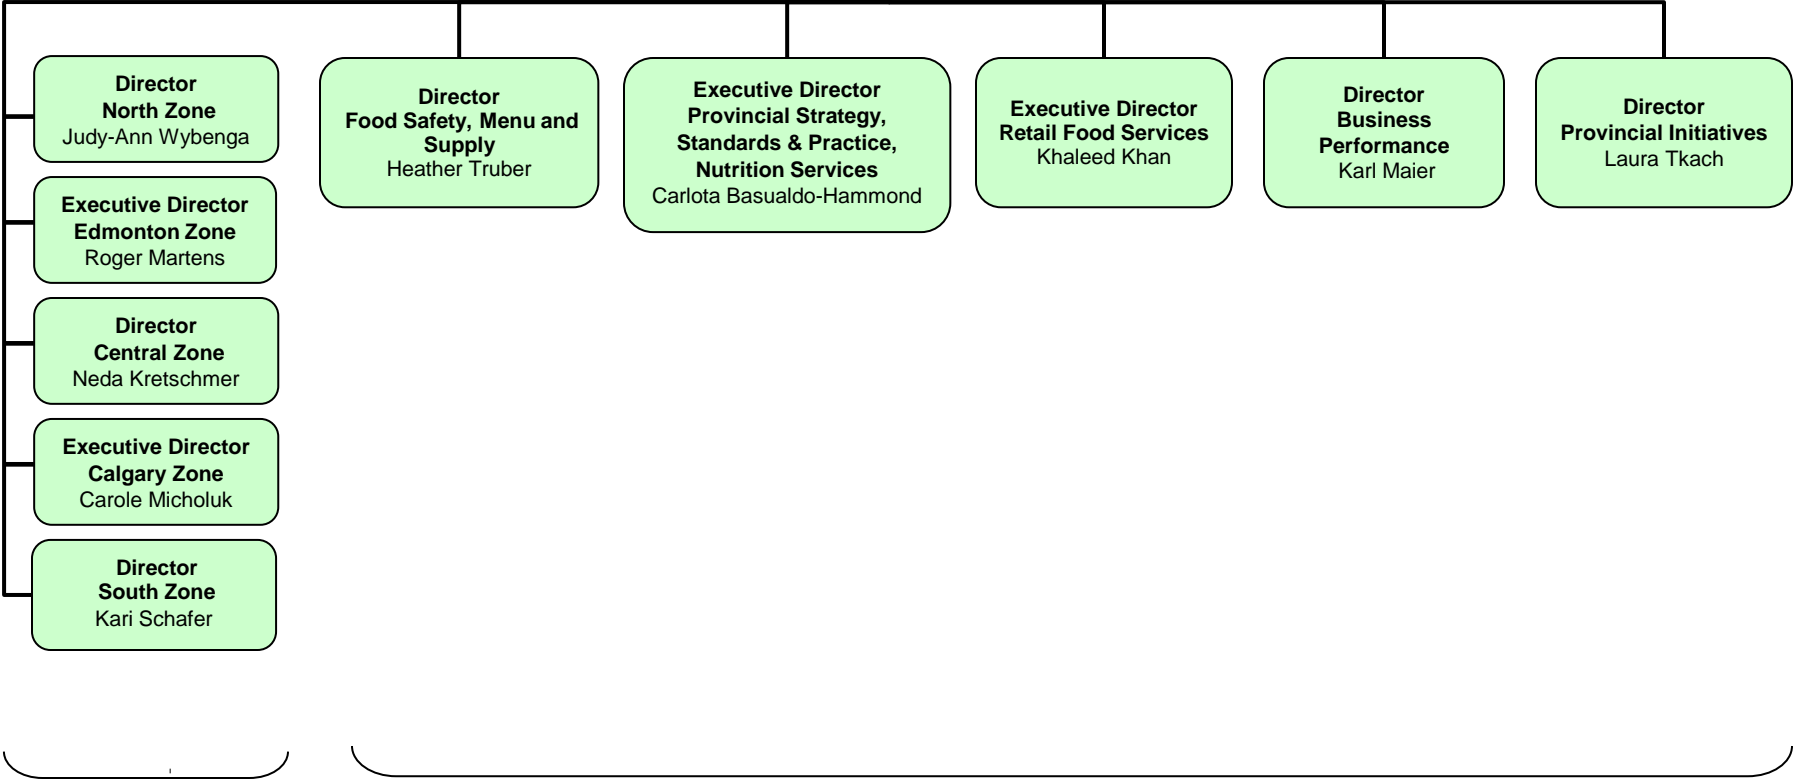 Director
North Zone
Judy-Ann Wybenga
Executive Director
Edmonton Zone
Roger Martens
Director
Central Zone
Neda Kretschmer
Executive Director
Calgary Zone
Carole Micholuk
Director
South Zone
Kari Schafer
Director
Food Safety, Menu and
Supply
Heather Truber
Executive Director
Provincial Strategy,
Standards & Practice,
Nutrition Services
Carlota Basualdo-Hammond
Executive Director
Retail Food Services
Khaleed Khan
Director
Business
Performance
Karl Maier
Director
Provincial Initiatives
Laura Tkach